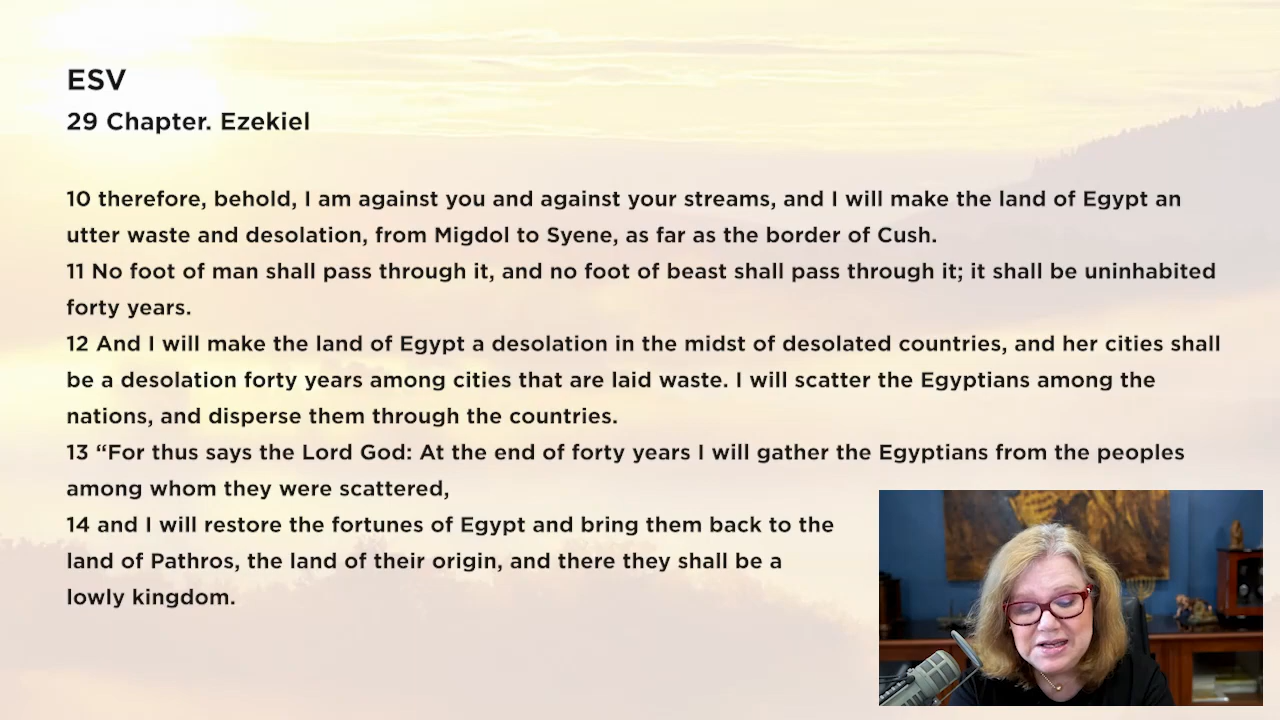 ESV
29 Chapter. Ezekiel
10 therefore, behold, I am against you and against your streams, and I will make the land of Egypt an
utter waste and desolation, from Migdol to Syene, as far as the border of Cush.
11 No foot of man shall pass through it, and no foot of beast shall pass through it; it shall be uninhabited
forty years.
12 And I will make the land of Egypt a desolation in the midst of desolated countries, and her cities shall
be a desolation forty years among cities that are laid waste. I will scatter the Egyptians among the
nations, and disperse them through the countries.
13 “For thus says the Lord God: At the end of forty years I will gather the Egyptians from the peoples
among whom they were scattered,
14 and I will restore the fortunes of Egypt and bring them back to the
land of Pathros, the land of their origin, and there they shall be a
lowly kingdom.